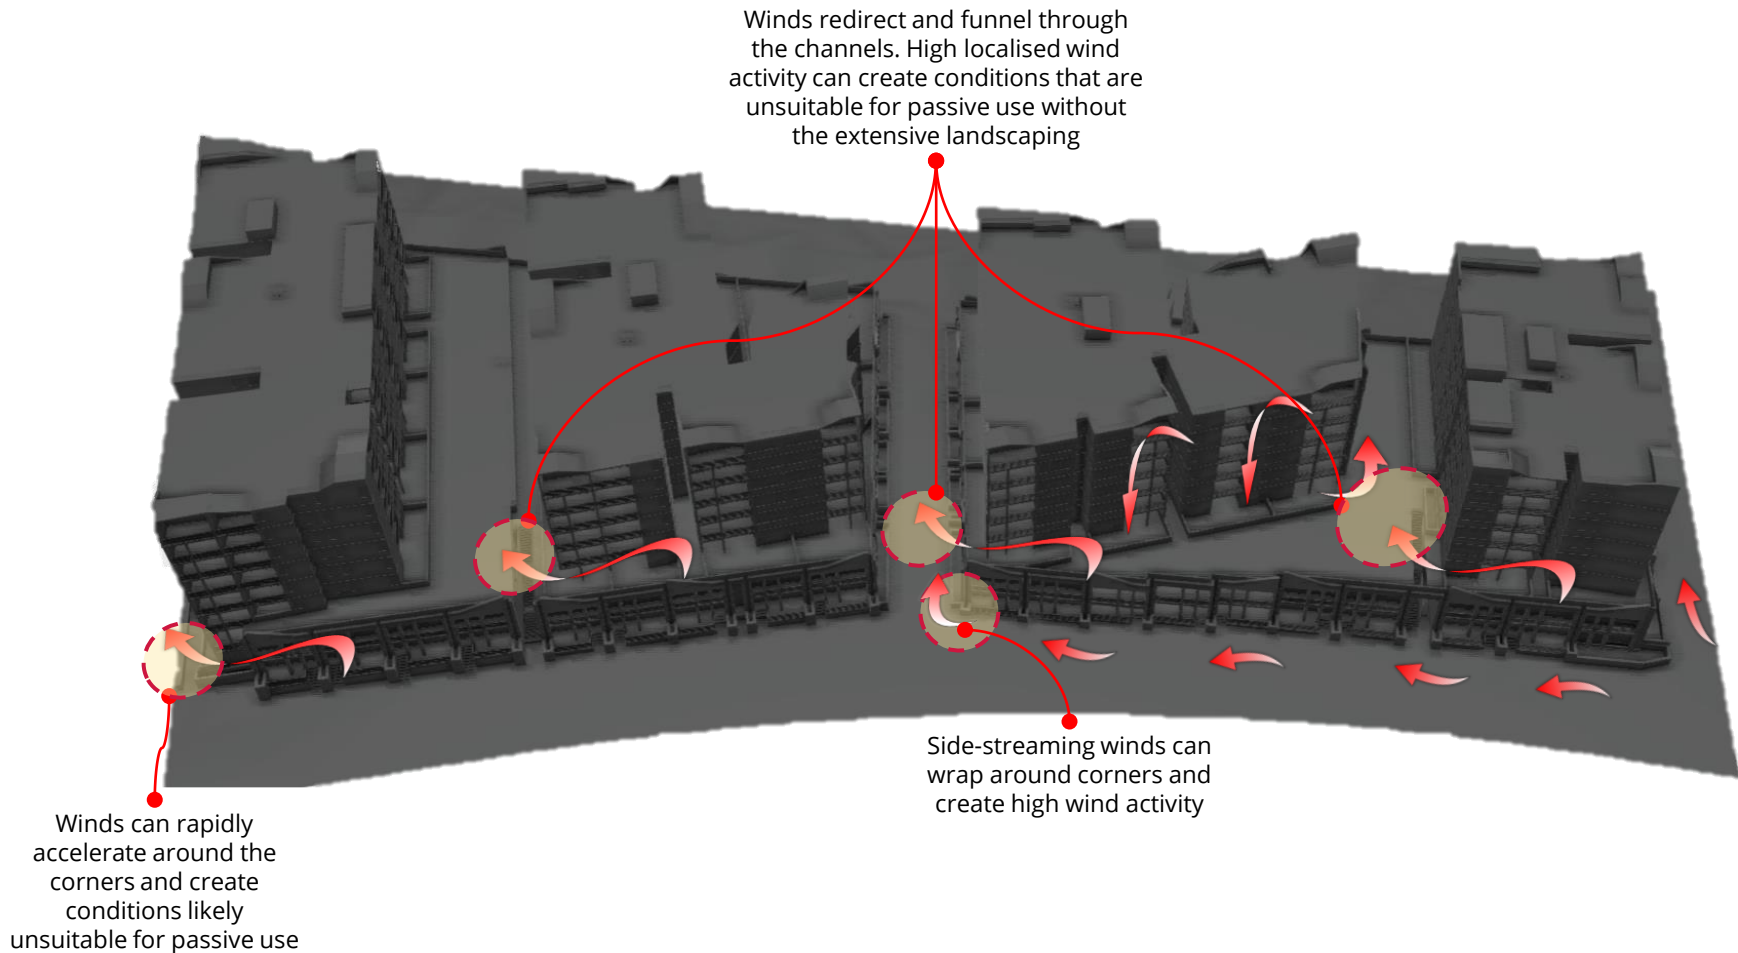 Winds redirect and funnel through
the channels. High localised wind
activity can create conditions that are
unsuitable for passive use without
the extensive landscaping
Side-streaming winds can
wrap around corners and
create high wind activity
Winds can rapidly
accelerate around the
corners and create
conditions likely
unsuitable for passive use